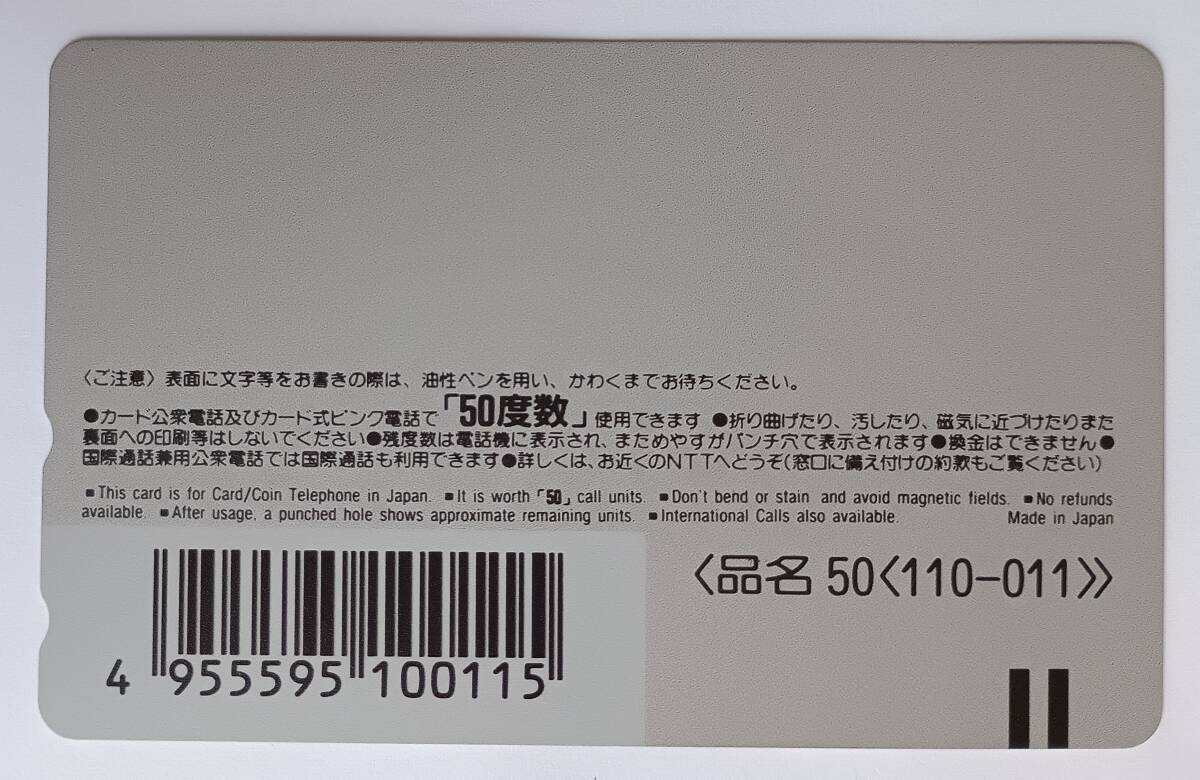 〈ご注意〉表面に文字等をお書きの際は、油性ペンを用い、かわくまでお待ちください。
●カード公衆電話及びカード式ピンク電話で「50度数」使用できます ●折り曲げたり、汚したり、磁気に近づけたりまた
裏面への印刷等はしないでください●残度数は電話機に表示され、まためやすがパンチ穴で表示されます●換金はできません●
国際通話兼用公衆電話では国際通話も利用できます●詳しくは、お近くのNTTへどうぞ(窓口に備え付けの約款もご覧ください)
■This card is for Card/Coin Telephone in Japan. ■It is worth「50」call units. ■Don't bend or stain and avoid magnetic fields. ■No refunds
available. ■After usage, a punched hole shows approximate remaining units. ■International Calls also available. Made in Japan
〈品名 50〈110-011〉〉
4 955595 100115